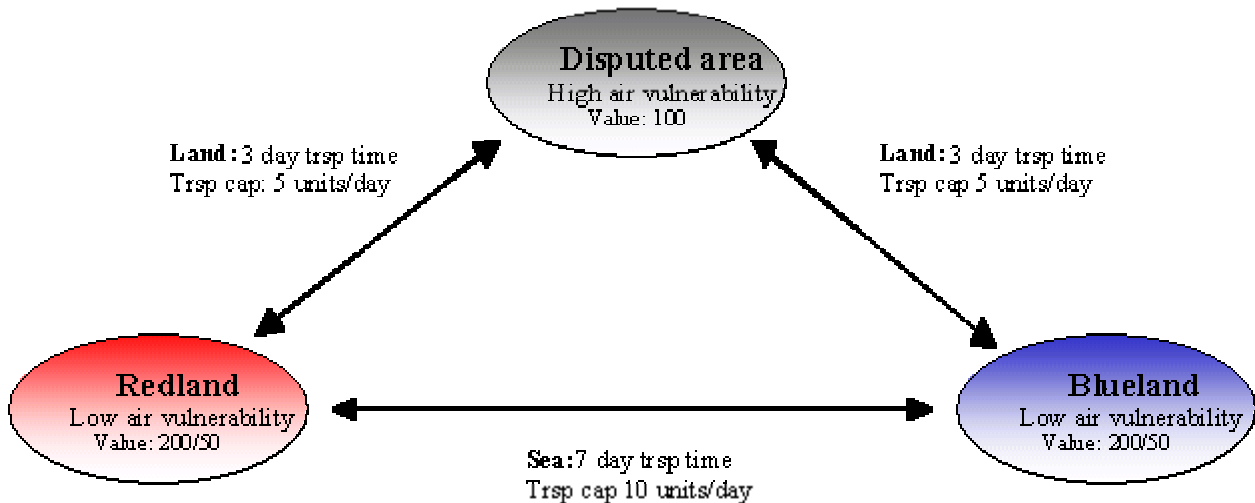 Disputed area
High air vulnerability
Value: 100
Land: 3 day trsp time
Trsp cap: 5 units/day
Land: 3 day trsp time
Trsp cap 5 units/day
Redland
Low air vulnerability
Value: 200/50
Blueland
Low air vulnerability
Value: 200/50
Sea: 7 day trsp time
Trsp cap 10 units/day